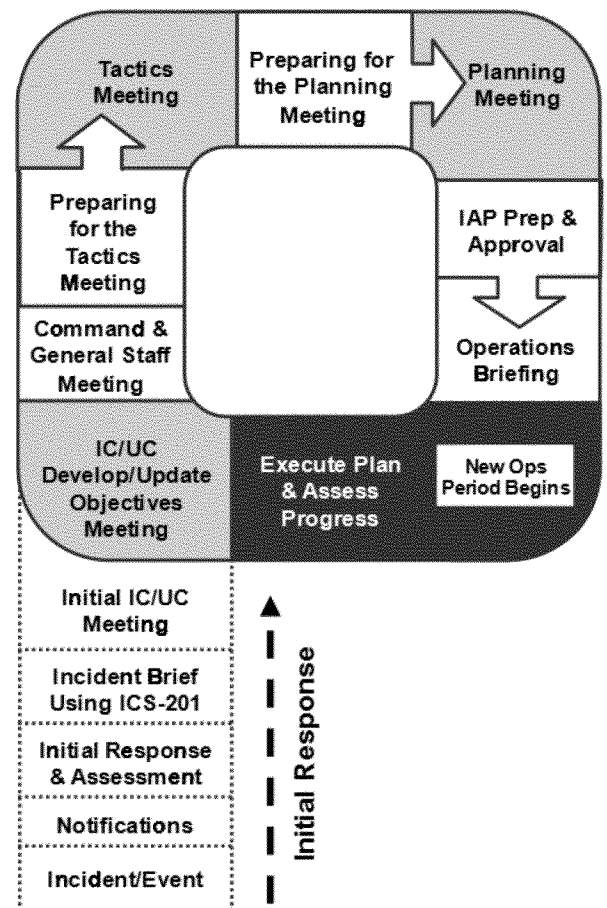 Tactics
Meeting
Preparing for
the Planning
Meeting
Planning
Meeting
Preparing
for the
Tactics
Meeting
IAP Prep &
Approval
Command &
General Staff
Meeting
Operations
Briefing
IC/UC
Develop/Update
Objectives
Meeting
Execute Plan
& Assess
Progress
New Ops
Period Begins
Initial IC/UC
Meeting
Incident Brief
Using ICS-201
Initial Response
& Assessment
Notifications
Incident/Event
Initial Response